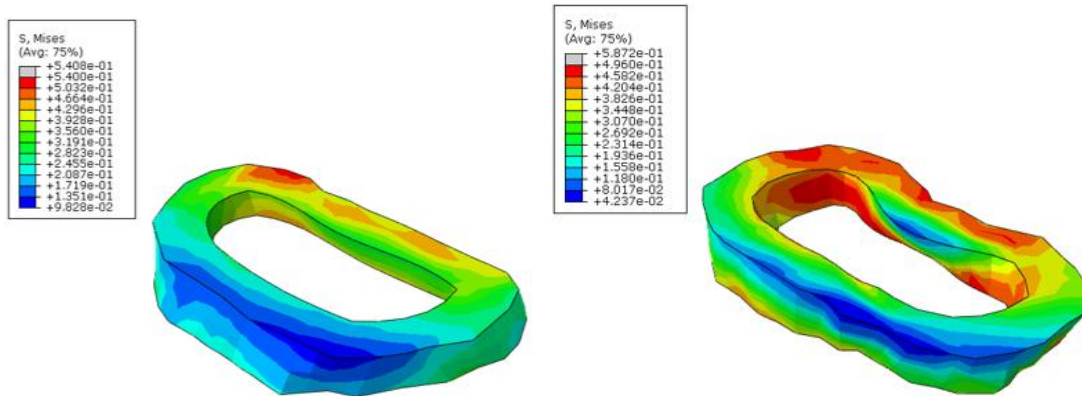 S, Mises
(Avg: 75%)
+5.408e-01
+5.400e-01
+5.032e-01
+4.664e-01
+4.296e-01
+3.928e-01
+3.560e-01
+3.191e-01
+2.823e-01
+2.455e-01
+2.087e-01
+1.719e-01
+1.351e-01
+9.828e-02
S, Mises
(Avg: 75%)
+5.872e-01
+4.960e-01
+4.582e-01
+4.204e-01
+3.826e-01
+3.448e-01
+3.070e-01
+2.692e-01
+2.314e-01
+1.936e-01
+1.558e-01
+1.180e-01
+8.017e-02
+4.237e-02